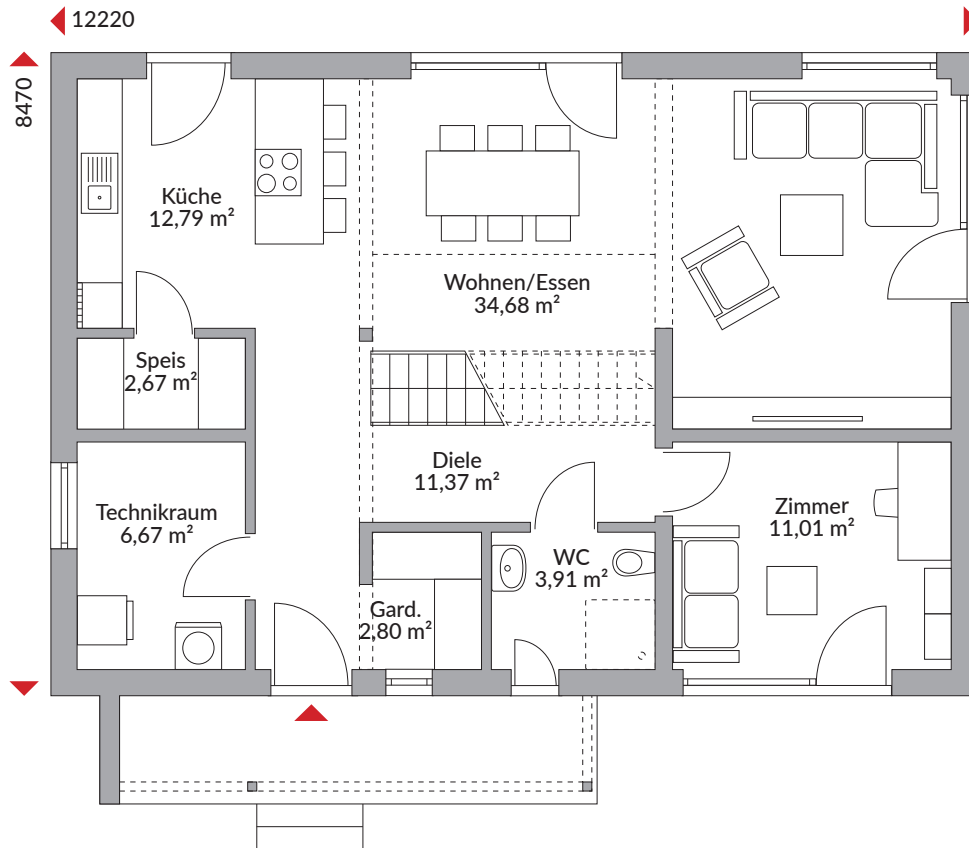 12220
8470
Küche
12,79 m²
Wohnen/Essen
34,68 m²
Speis
2,67 m²
Diele
11,37 m²
Technikraum
6,67 m²
Zimmer
11,01 m²
WC
3,91 m²
Gard.
2,80 m²